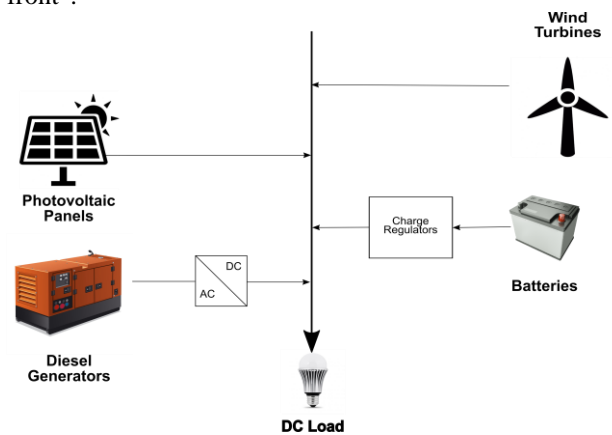 front".
Wind
Turbines
Photovoltaic
Panels
Charge
Regulators
DC
AC
Batteries
Diesel
Generators
DC Load